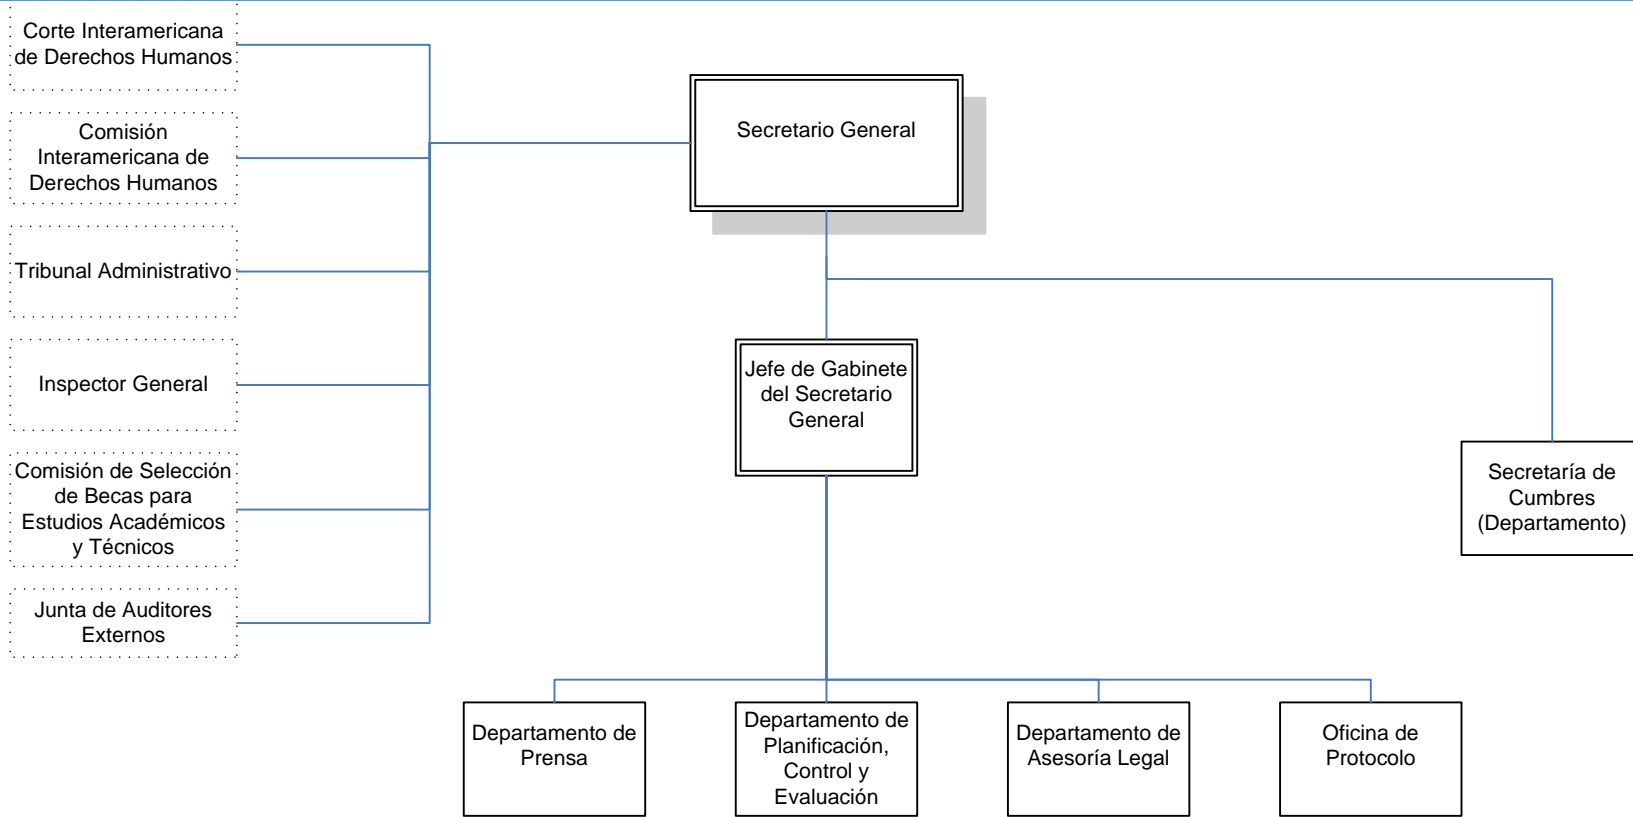 Corte Interamericana
de Derechos Humanos
Comisión
Interamericana de
Derechos Humanos
Tribunal Administrativo
Inspector General
Comisión de Selección
de Becas para
Estudios Académicos
y Técnicos
Junta de Auditores
Externos
Secretario General
Jefe de Gabinete
del Secretario
General
Secretaría de
Cumbres
(Departamento)
Departamento de
Prensa
Departamento de
Planificación,
Control y
Evaluación
Departamento de
Asesoría Legal
Oficina de
Protocolo